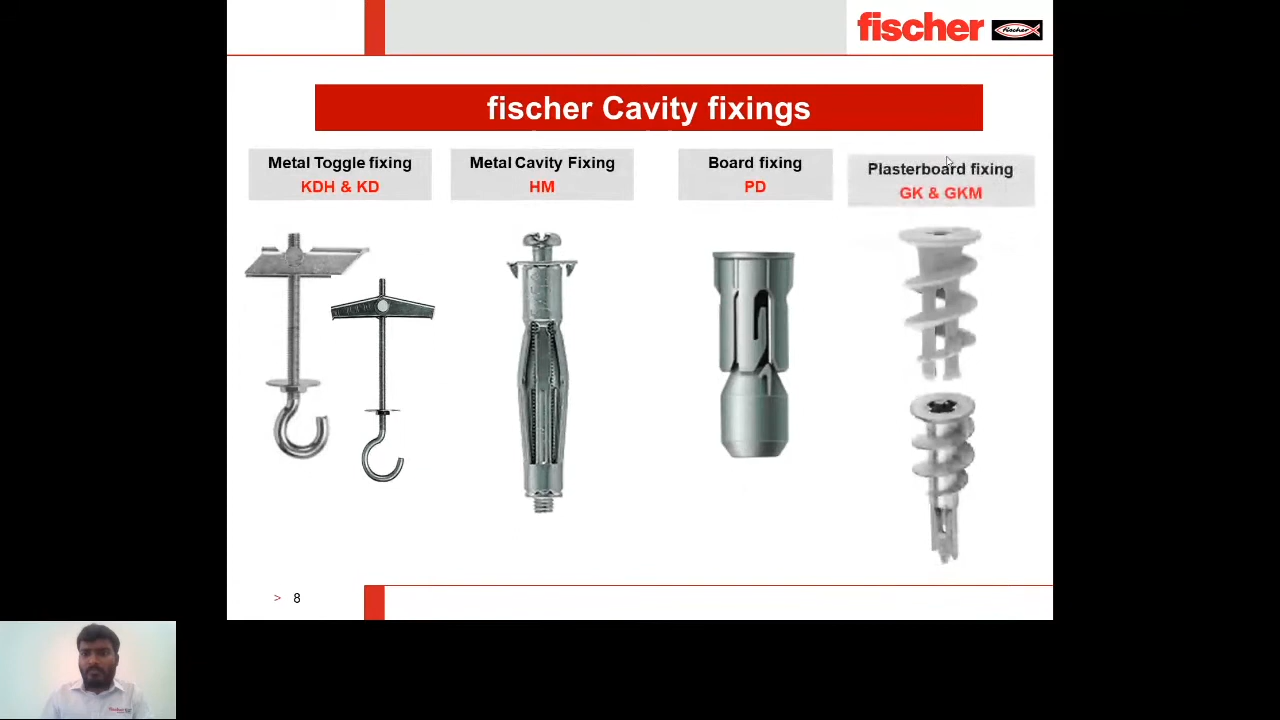 fischer
fischer
fischer Cavity fixings
Metal Toggle fixing
KDH & KD
Metal Cavity Fixing
HM
Board fixing
PD
Plasterboard fixing
GK & GKM
> 8